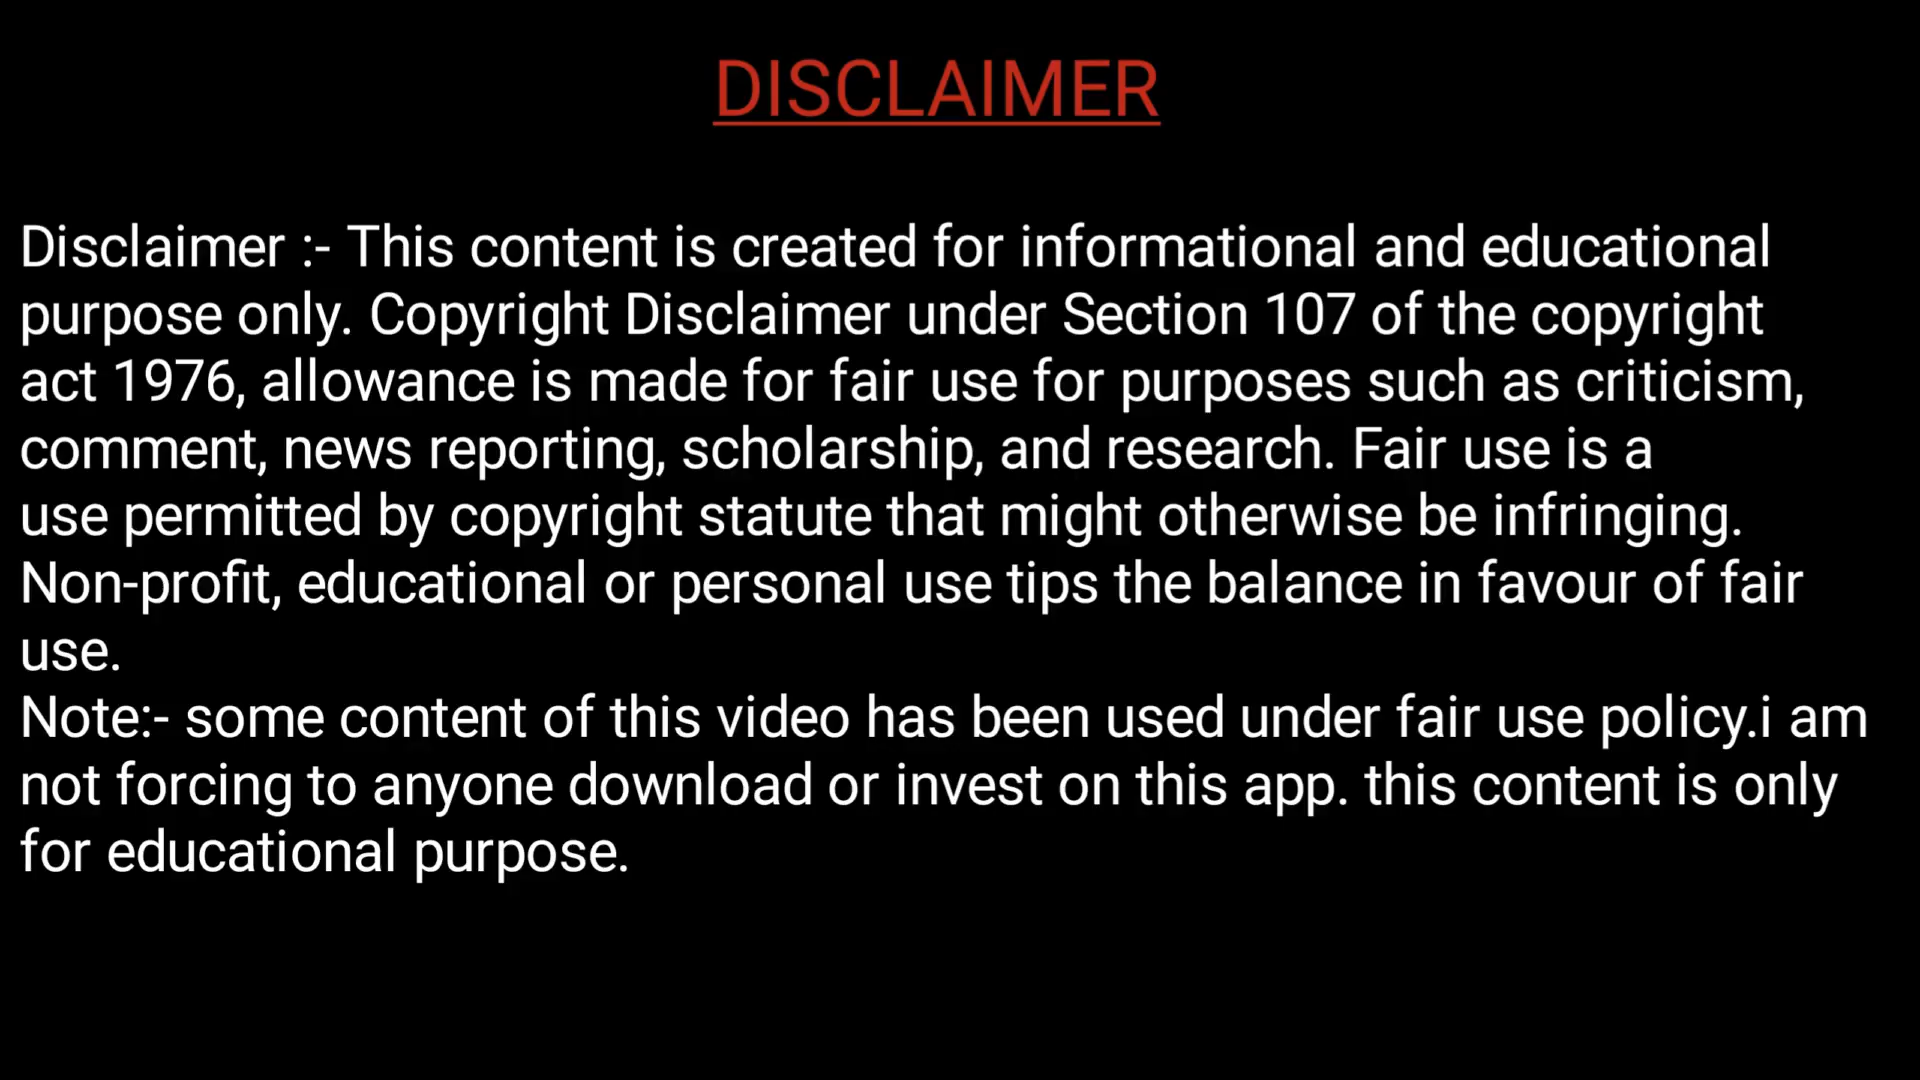 DISCLAIMER
Disclaimer :- This content is created for informational and educational
purpose only. Copyright Disclaimer under Section 107 of the copyright
act 1976, allowance is made for fair use for purposes such as criticism,
comment, news reporting, scholarship, and research. Fair use is a
use permitted by copyright statute that might otherwise be infringing.
Non-profit, educational or personal use tips the balance in favour of fair
use.
Note:- some content of this video has been used under fair use policy.i am
not forcing to anyone download or invest on this app. this content is only
for educational purpose.